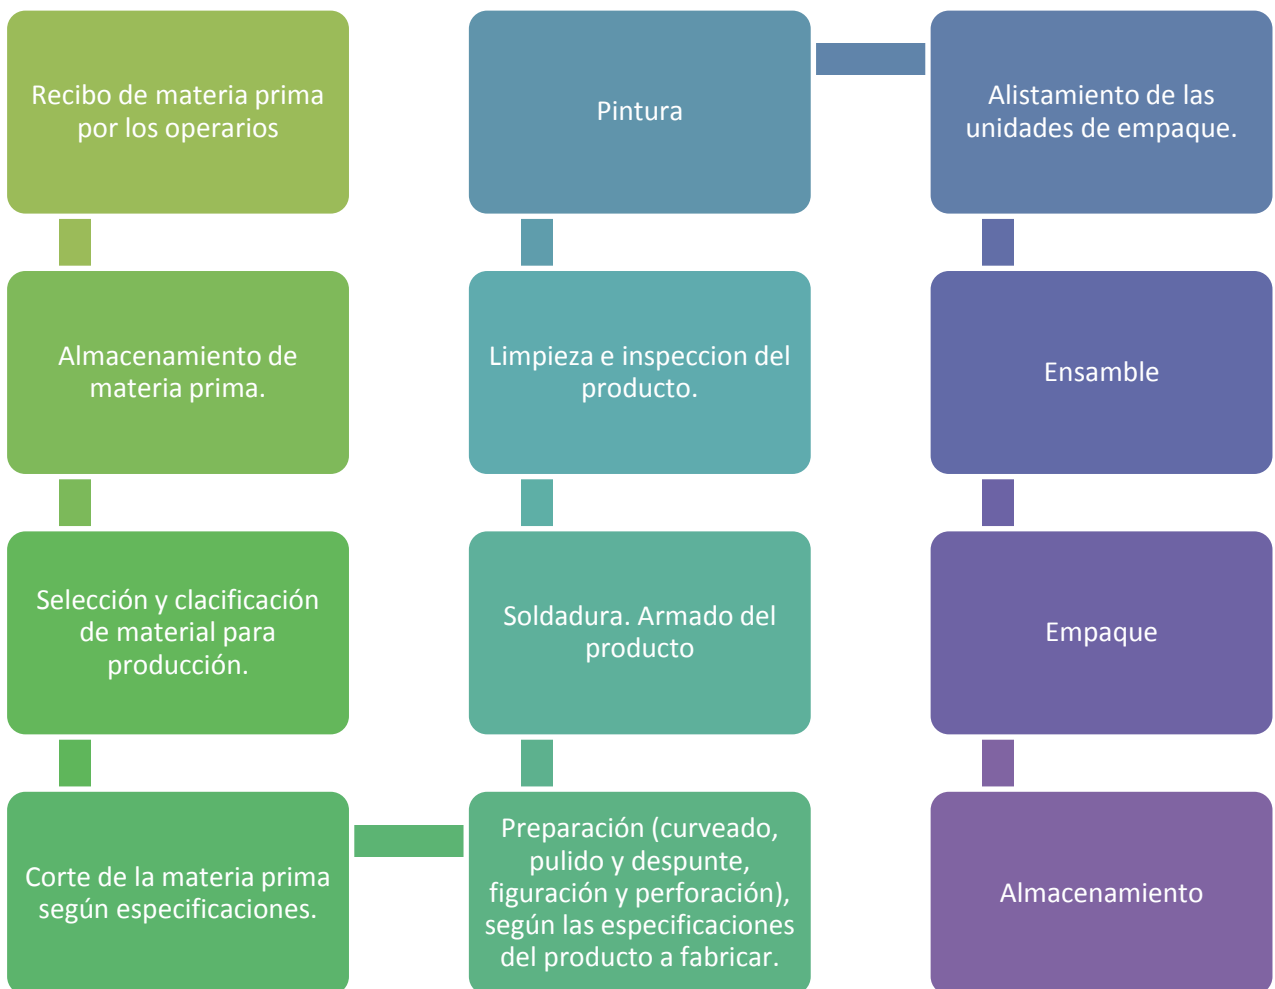 Recibo de materia prima
por los operarios
Almacenamiento de
materia prima.
Selección y clacificación
de material para
producción.
Corte de la materia prima
según especificaciones.
Preparación (curveado,
pulido y despunte,
figuración y perforación),
según las especificaciones
del producto a fabricar.
Soldadura. Armado del
producto
Limpieza e inspeccion del
producto.
Pintura
Alistamiento de las
unidades de empaque.
Ensamble
Empaque
Almacenamiento